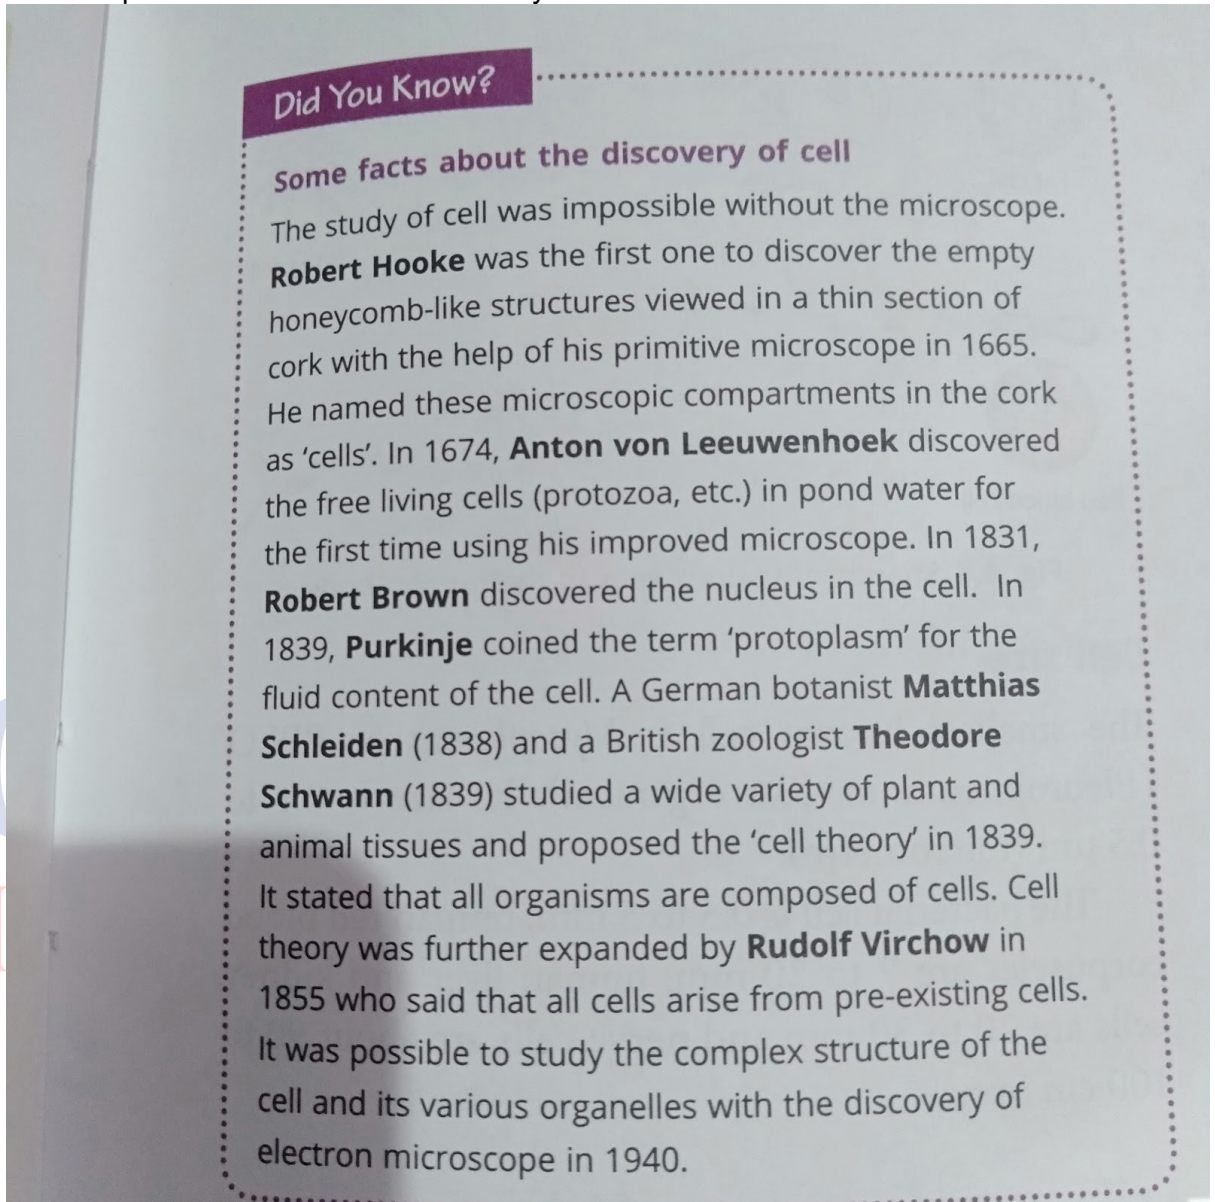 Did You Know?
Some facts about the discovery of cell
The study of cell was impossible without the microscope.
Robert Hooke was the first one to discover the empty
honeycomb-like structures viewed in a thin section of
cork with the help of his primitive microscope in 1665.
He named these microscopic compartments in the cork
as ‘cells’. In 1674, Anton von Leeuwenhoek discovered
the free living cells (protozoa, etc.) in pond water for
the first time using his improved microscope. In 1831,
Robert Brown discovered the nucleus in the cell. In
1839, Purkinje coined the term ‘protoplasm’ for the
fluid content of the cell. A German botanist Matthias
Schleiden (1838) and a British zoologist Theodore
Schwann (1839) studied a wide variety of plant and
animal tissues and proposed the ‘cell theory’ in 1839.
It stated that all organisms are composed of cells. Cell
theory was further expanded by Rudolf Virchow in
1855 who said that all cells arise from pre-existing cells.
It was possible to study the complex structure of the
cell and its various organelles with the discovery of
electron microscope in 1940.